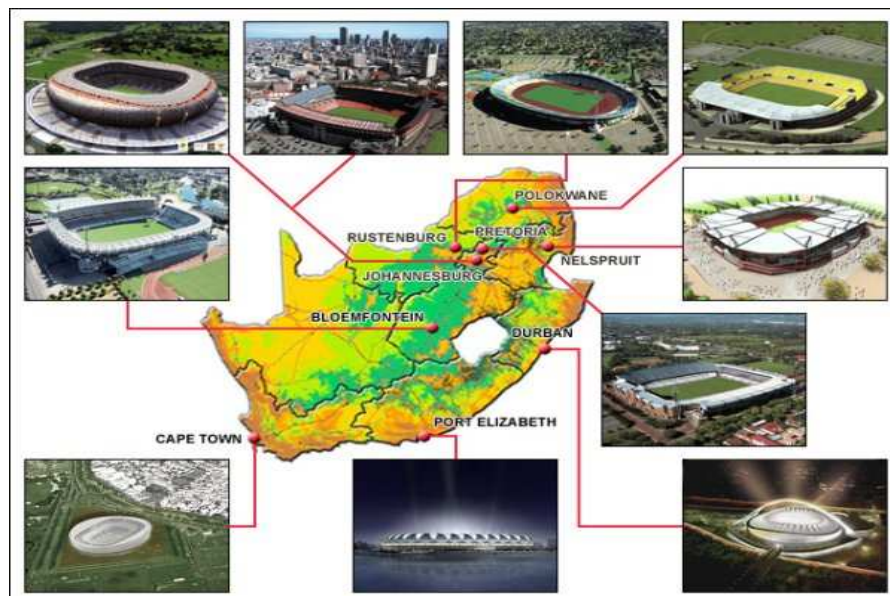 POLOKWANE
RUSTENBURG
PRETORIA
NELSPRUIT
JOHANNESBURG
BLOEMFONTEIN
DURBAN
PORT ELIZABETH
CAPE TOWN